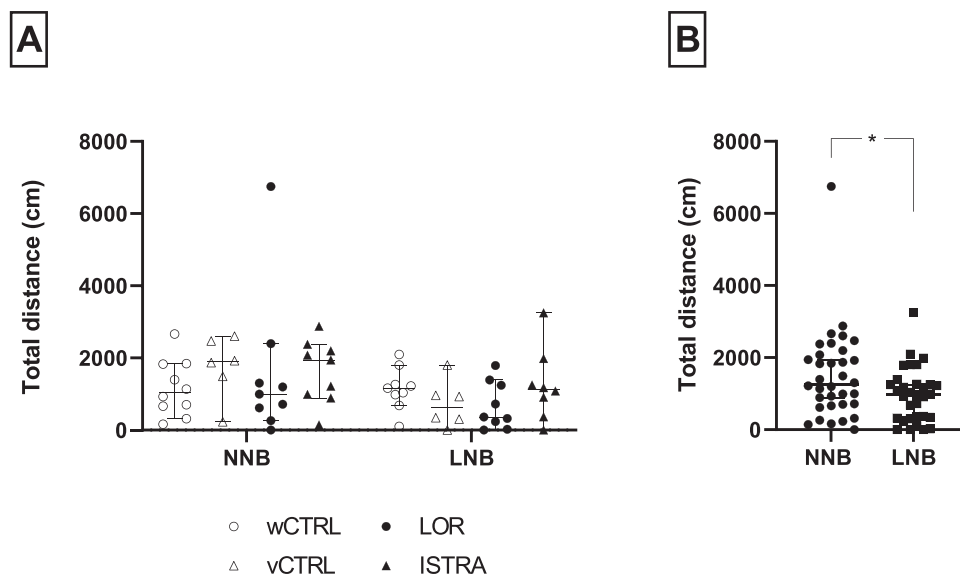 A
B
Total distance (cm)
8000
6000
4000
2000
0
NNB
LNB
Total distance (cm)
8000
6000
4000
2000
0
*
NNB
LNB
wCTRL
LOR
vCTRL
ISTRA